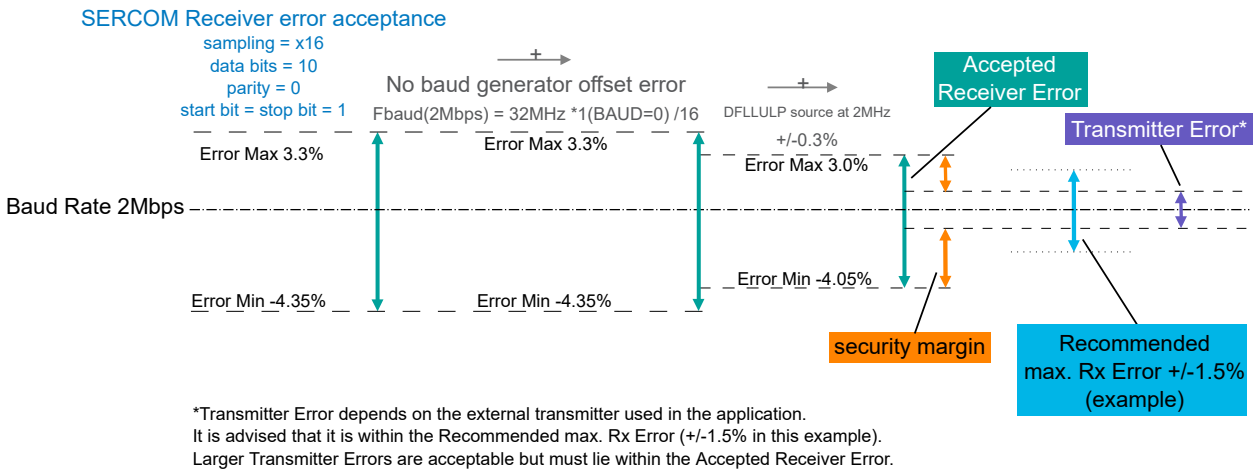 SERCOM Receiver error acceptance
sampling = x16
data bits = 10
parity = 0
start bit = stop bit = 1
+
No baud generator offset error
Fbaud(2Mbps) = 32MHz *1(BAUD=0) /16
+
DFLLULP source at 2MHz
+/-0.3%
Accepted
Receiver Error
Transmitter Error*
Error Max 3.3%
Error Max 3.3%
Error Max 3.0%
Baud Rate 2Mbps
Error Min -4.35%
Error Min -4.35%
Error Min -4.05%
security margin
Recommended
max. Rx Error +/-1.5%
(example)
*Transmitter Error depends on the external transmitter used in the application.
It is advised that it is within the Recommended max. Rx Error (+/-1.5% in this example).
Larger Transmitter Errors are acceptable but must lie within the Accepted Receiver Error.